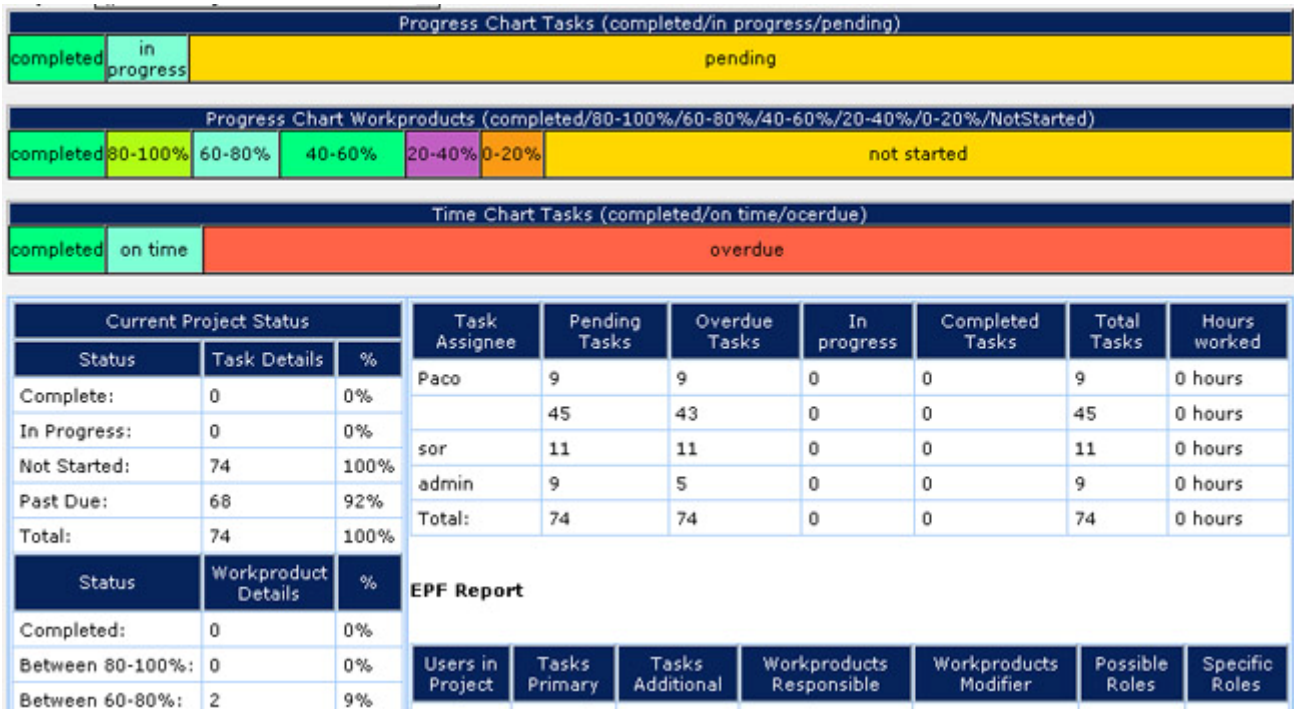 Progress Chart Tasks (completed/in progress/pending)
completed in progress pending
Progress Chart Workproducts (completed/80-100%/60-80%/40-60%/20-40%/0-20%/NotStarted)
completed 80-100% 60-80% 40-60% 20-40% 0-20% not started
Time Chart Tasks (completed/on time/ocerdue)
completed on time overdue
Current Project Status
Status Task Details %
Complete: 0 0%
In Progress: 0 0%
Not Started: 74 100%
Past Due: 68 92%
Total: 74 100%
Status Workproduct Details %
Completed: 0 0%
Between 80-100%: 0 0%
Between 60-80%: 2 9%
Task Assignee Pending Tasks Overdue Tasks In progress Completed Tasks Total Tasks Hours worked
Paco 9 9 0 0 9 0 hours
45 43 0 0 45 0 hours
sor 11 11 0 0 11 0 hours
admin 9 5 0 0 9 0 hours
Total: 74 74 0 0 74 0 hours
EPF Report
Users in Project Tasks Primary Tasks Additional Workproducts Responsible Workproducts Modifier Possible Roles Specific Roles